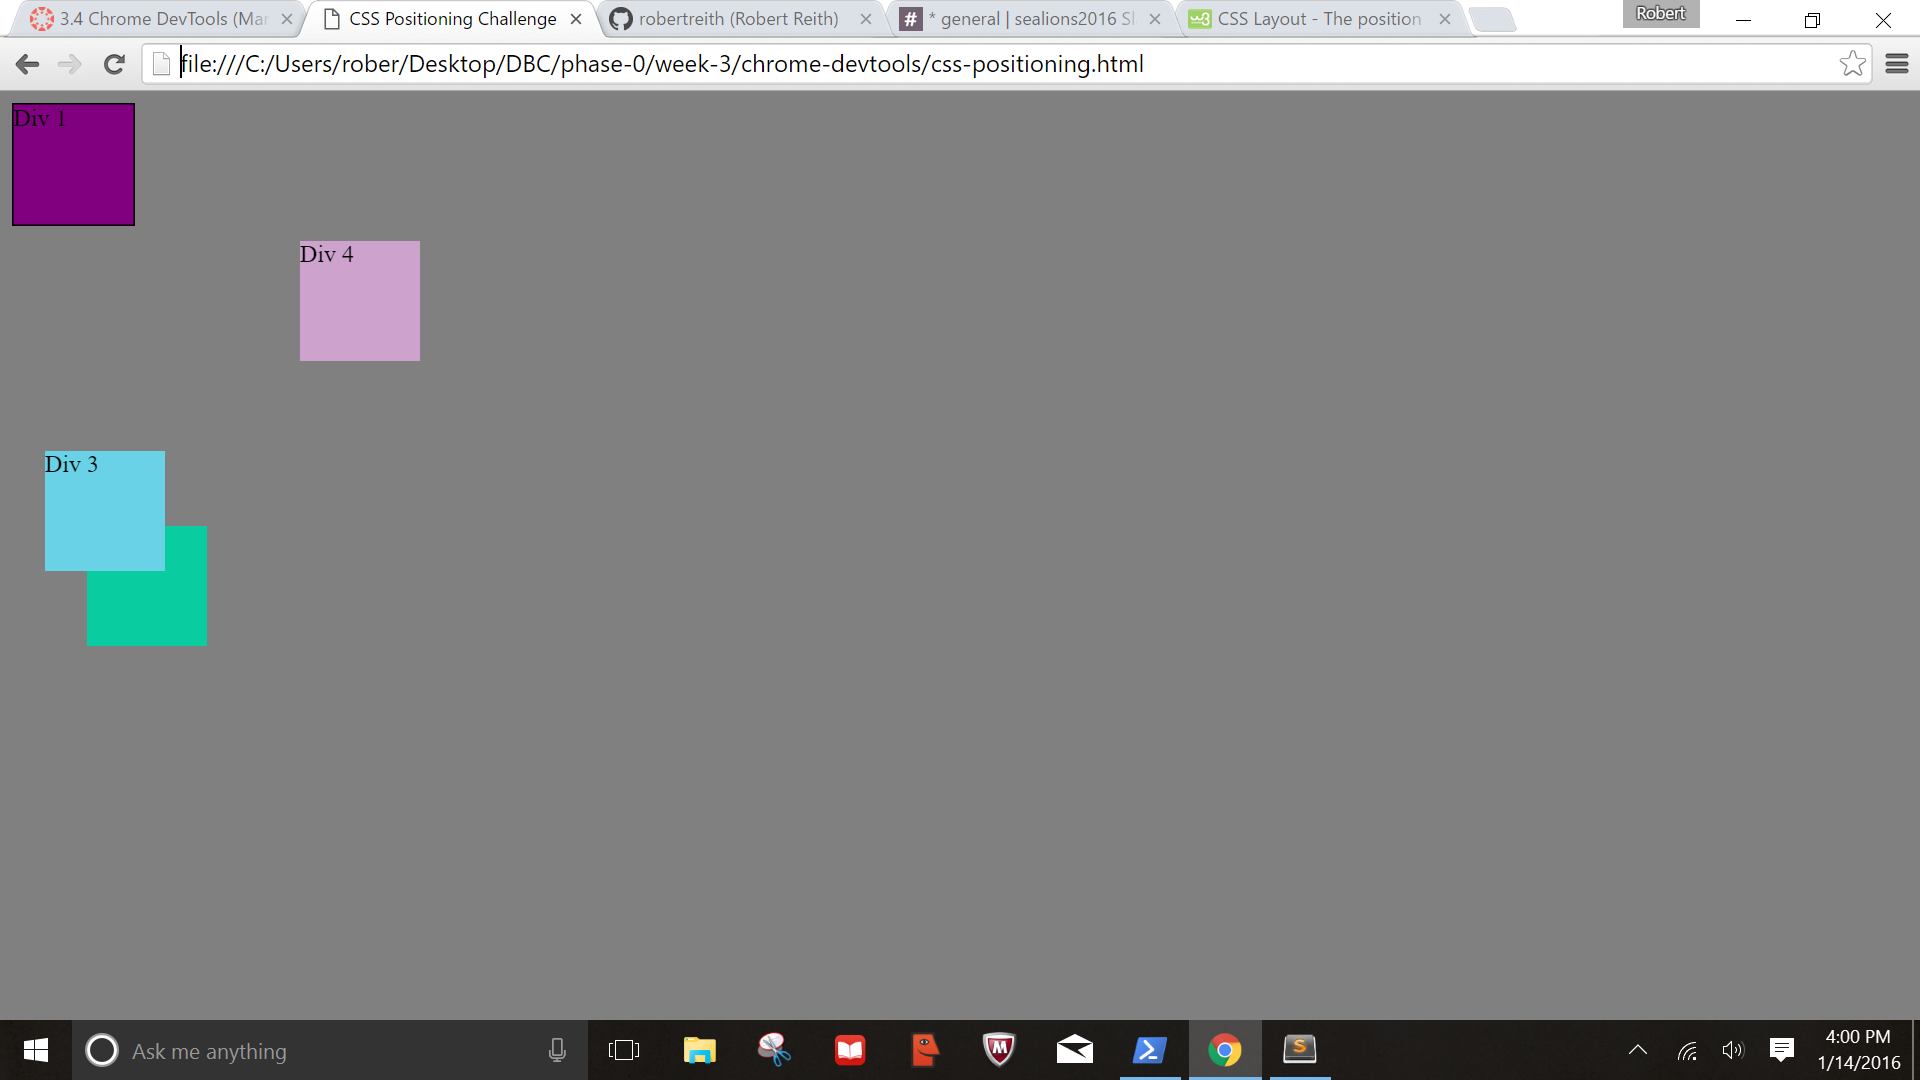 3.4 Chrome DevTools (Mar
CSS Positioning Challenge
robertreith (Robert Reith)
* general | sealions2016 Sl
CSS Layout - The position
Robert
file:///C:/Users/rober/Desktop/DBC/phase-0/week-3/chrome-devtools/css-positioning.html
Div 1
Div 4
Div 3
Ask me anything
4:00 PM
1/14/2016